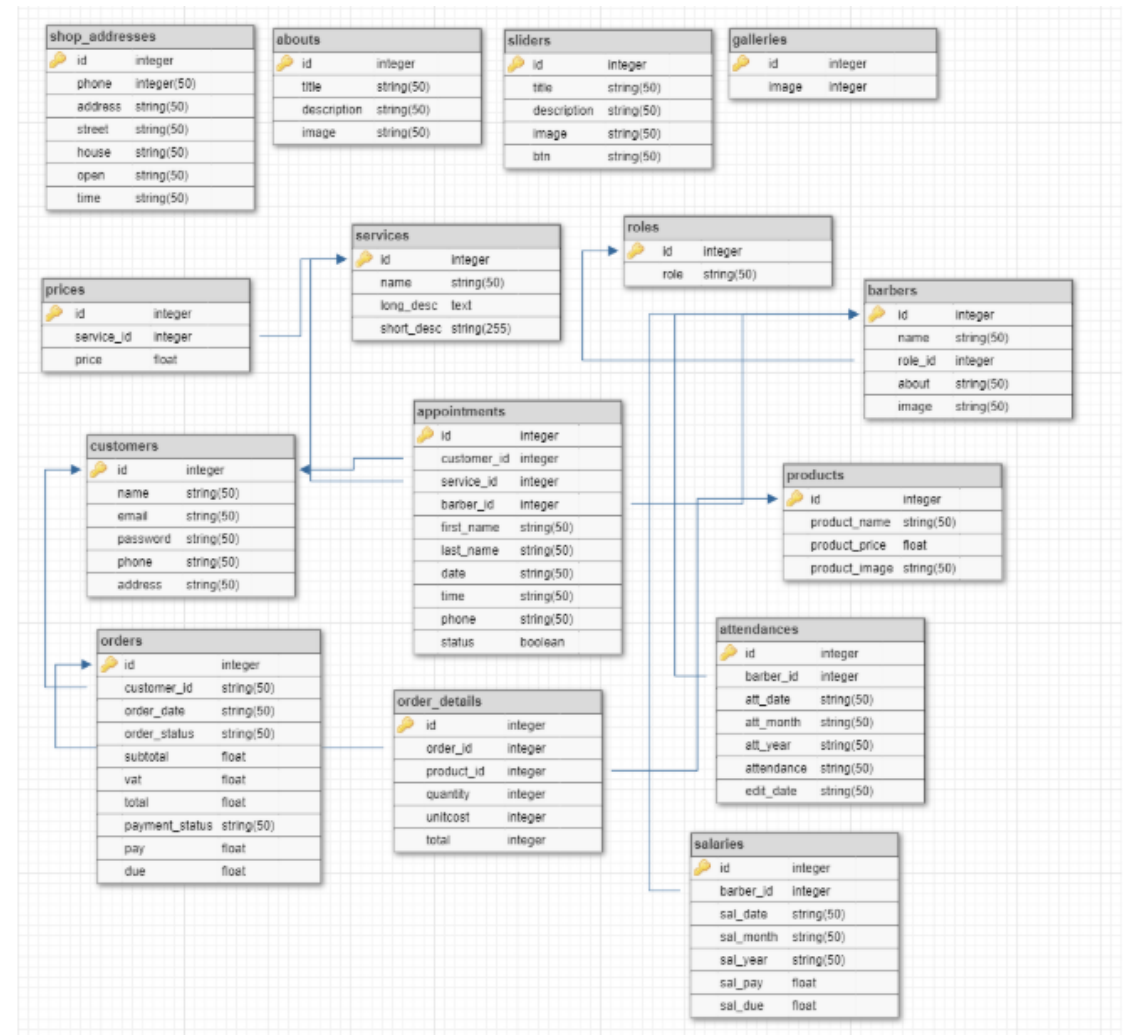 shop_addresses
id integer
phone integer(50)
address string(50)
street string(50)
house string(50)
open string(50)
time string(50)
abouts
id integer
title string(50)
description string(50)
image string(50)
sliders
id integer
title string(50)
description string(50)
image string(50)
btn string(50)
galleries
id integer
image integer
services
id integer
name string(50)
long_desc text
short_desc string(255)
roles
id integer
role string(50)
prices
id integer
service_id integer
price float
barbers
id integer
name string(50)
role_id integer
about string(50)
image string(50)
appointments
id integer
customer_id integer
service_id integer
barber_id integer
first_name string(50)
last_name string(50)
date string(50)
time string(50)
phone string(50)
status boolean
customers
id integer
name string(50)
email string(50)
password string(50)
phone string(50)
address string(50)
products
id integer
product_name string(50)
product_price float
product_image string(50)
orders
id integer
customer_id string(50)
order_date string(50)
order_status string(50)
subtotal float
vat float
total float
payment_status string(50)
pay float
due float
order_details
id integer
order_id integer
product_id integer
quantity integer
unitcost integer
total integer
attendances
id integer
barber_id integer
att_date string(50)
att_month string(50)
att_year string(50)
attendance string(50)
edit_date string(50)
salaries
id integer
barber_id integer
sal_date string(50)
sal_month string(50)
sal_year string(50)
sal_pay float
sal_due float